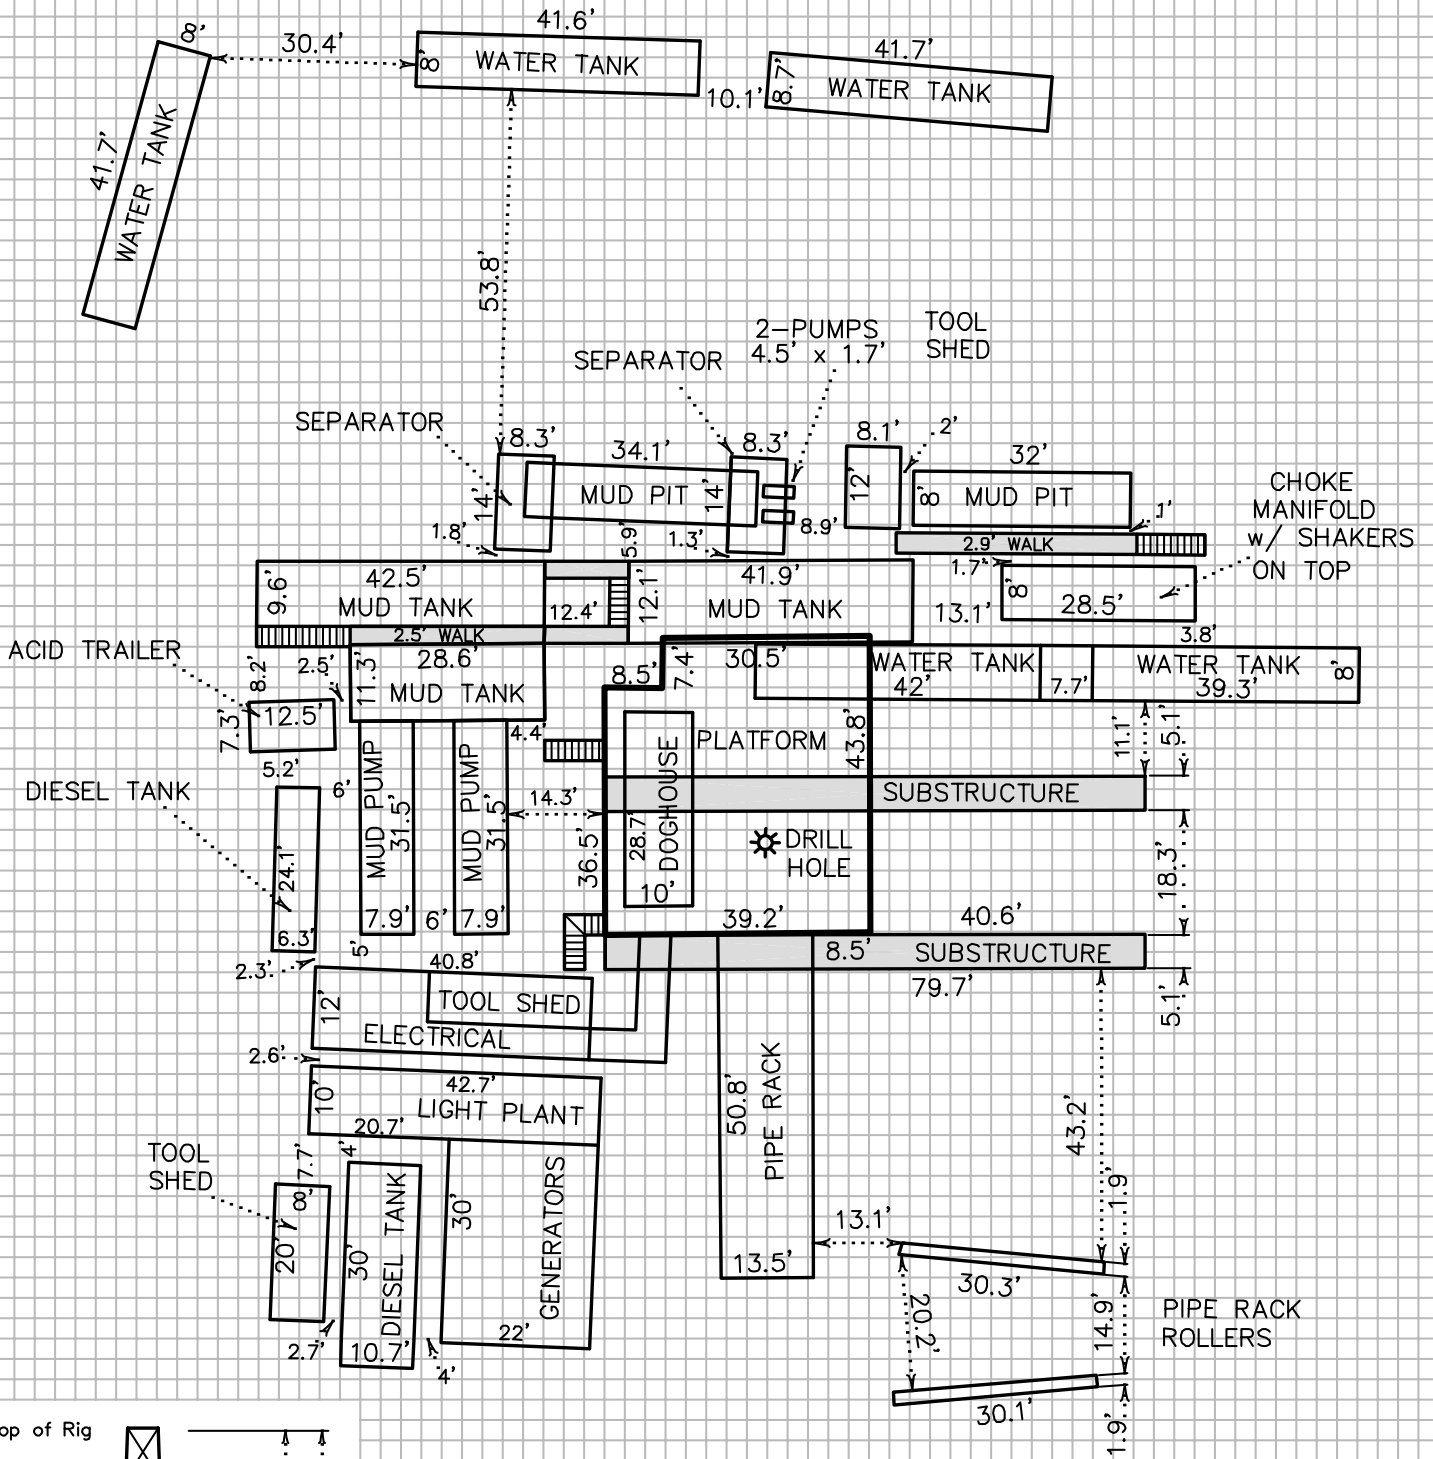 8'
30.4'
41.6'
8'
WATER TANK
41.7'
8.7'
WATER TANK
10.1'
41.7'
WATER TANK
53.8'
2-PUMPS
4.5' x 1.7'
TOOL
SHED
SEPARATOR
SEPARATOR
8.3'
34.1'
8.3'
8.1'
2'
32'
14'
MUD PIT
14'
12'
8'
MUD PIT
CHOKE
MANIFOLD
w/ SHAKERS
ON TOP
1.8'
5.9'
1.3'
8.9'
1'
2.9' WALK
1.7'
9.6'
42.5'
MUD TANK
12.4'
12.1'
41.9'
MUD TANK
13.1'
8'
28.5'
3.8'
2.5' WALK
ACID TRAILER
8.2'
2.5'
11.3'
28.6'
MUD TANK
8.5'
7.4'
30.5'
WATER TANK
42'
7.7'
WATER TANK
39.3'
8'
7.3'
12.5'
4.4'
PLATFORM
43.8'
11.1'
5.1'
5.2'
6'
DIESEL TANK
MUD PUMP
31.5'
MUD PUMP
31.5'
14.3'
SUBSTRUCTURE
24.1'
36.5'
28.7'
DOGHOUSE
10'
DRILL
HOLE
18.3'
6.3'
7.9'
6'
7.9'
39.2'
40.6'
5'
2.3'
40.8'
8.5'
SUBSTRUCTURE
79.7'
5.1'
12'
TOOL SHED
ELECTRICAL
2.6'
10'
42.7'
LIGHT PLANT
20.7'
50.8'
PIPE RACK
43.2'
TOOL
SHED
7.7'
4'
8'
20'
30'
DIESEL TANK
30'
GENERATORS
1.9'
13.1'
13.5'
30.3'
20.2'
14.9'
PIPE RACK
ROLLERS
2.7'
10.7'
22'
4'
30.1'
1.9'
op of Rig